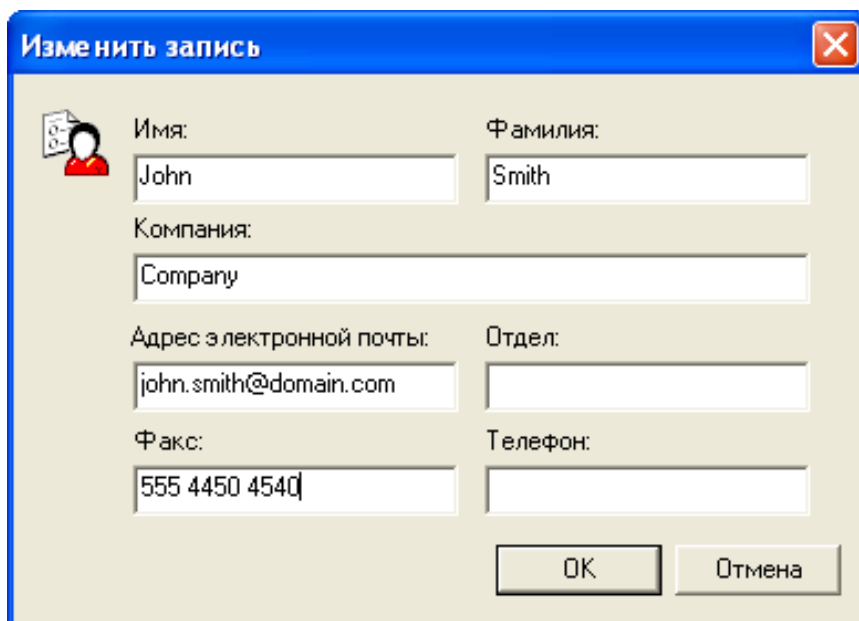 Изменить запись
Имя: Фамилия:
John Smith
Компания:
Company
Адрес электронной почты: Отдел:
john.smith@domain.com
Факс: Телефон:
555 4450 4540
OK Отмена